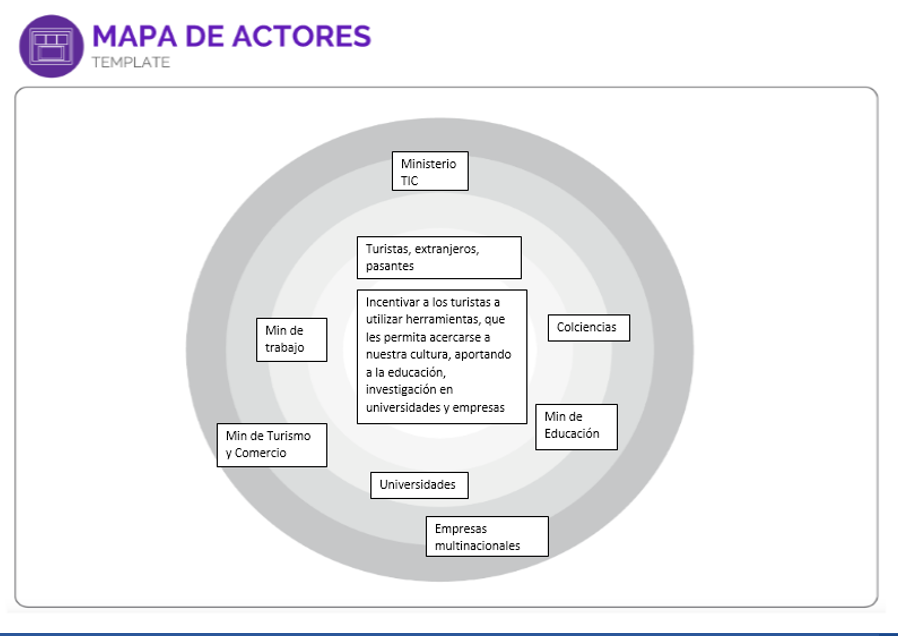 MAPA DE ACTORES
TEMPLATE
Ministerio
TIC
Turistas, extranjeros,
pasantes
Incentivar a los turistas a
utilizar herramientas, que
les permita acercarse a
nuestra cultura, aportando
a la educación,
investigación en
universidades y empresas
Min de
trabajo
Colciencias
Min de
Educación
Min de Turismo
y Comercio
Universidades
Empresas
multinacionales